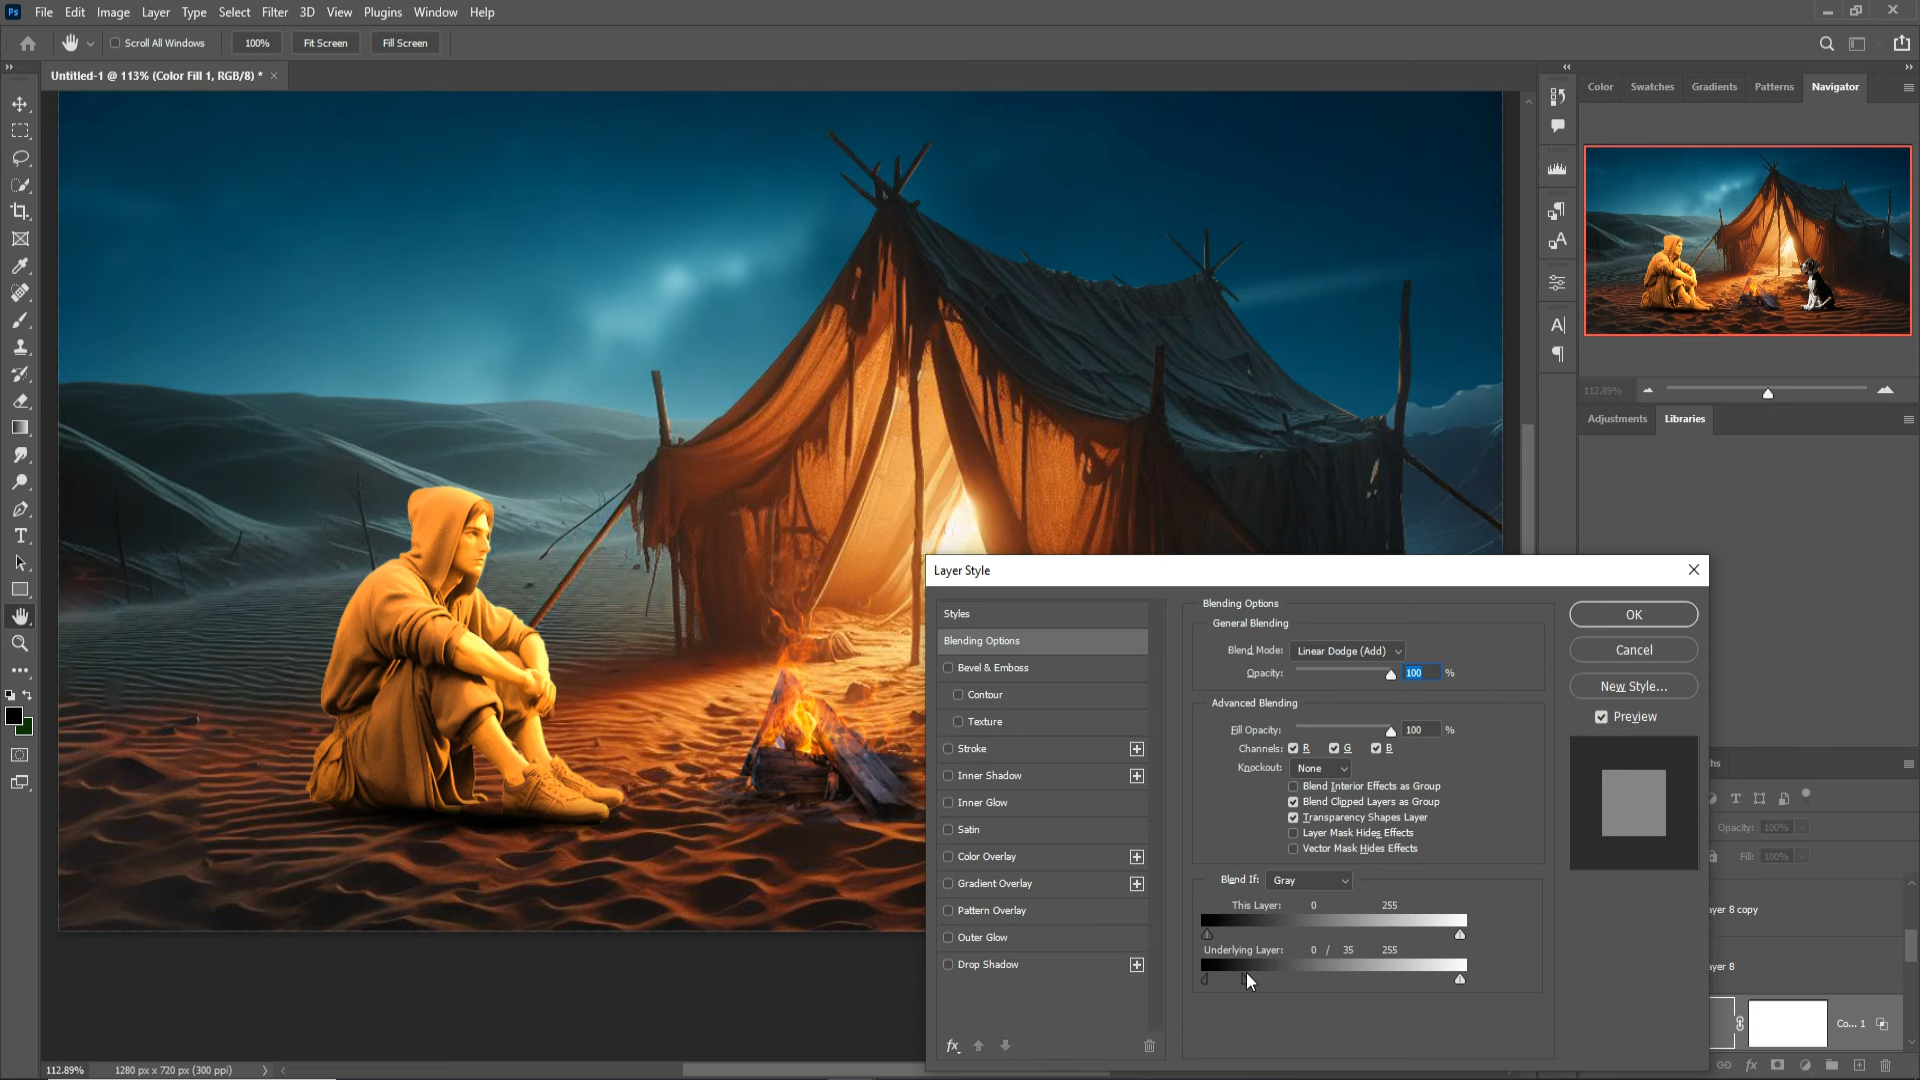 Ps File Edit Image Layer Type Select Filter 3D View Plugins Window Help
Scroll All Windows 100% Fit Screen Fill Screen
Untitled-1 @ 113% (Color Fill 1, RGB/8) *
Color Swatches Gradients Patterns Navigator
112.89%
Adjustments Libraries
Layer Style
Styles
Blending Options
Bevel & Emboss
Contour
Texture
Stroke
Inner Shadow
Inner Glow
Satin
Color Overlay
Gradient Overlay
Pattern Overlay
Outer Glow
Drop Shadow
fx
Blending Options
General Blending
Blend Mode: Linear Dodge (Add)
Opacity: 100 %
Advanced Blending
Fill Opacity: 100 %
Channels: R G B
Knockout: None
Blend Interior Effects as Group
Blend Clipped Layers as Group
Transparency Shapes Layer
Layer Mask Hides Effects
Vector Mask Hides Effects
Blend If: Gray
This Layer: 0 255
Underlying Layer: 0 / 35 255
OK
Cancel
New Style...
Preview
ths
Opacity: 100%
Fill: 100%
ayer 8 copy
ayer 8
Co... 1
fx
112.89% 1280 px x 720 px (300 ppi)